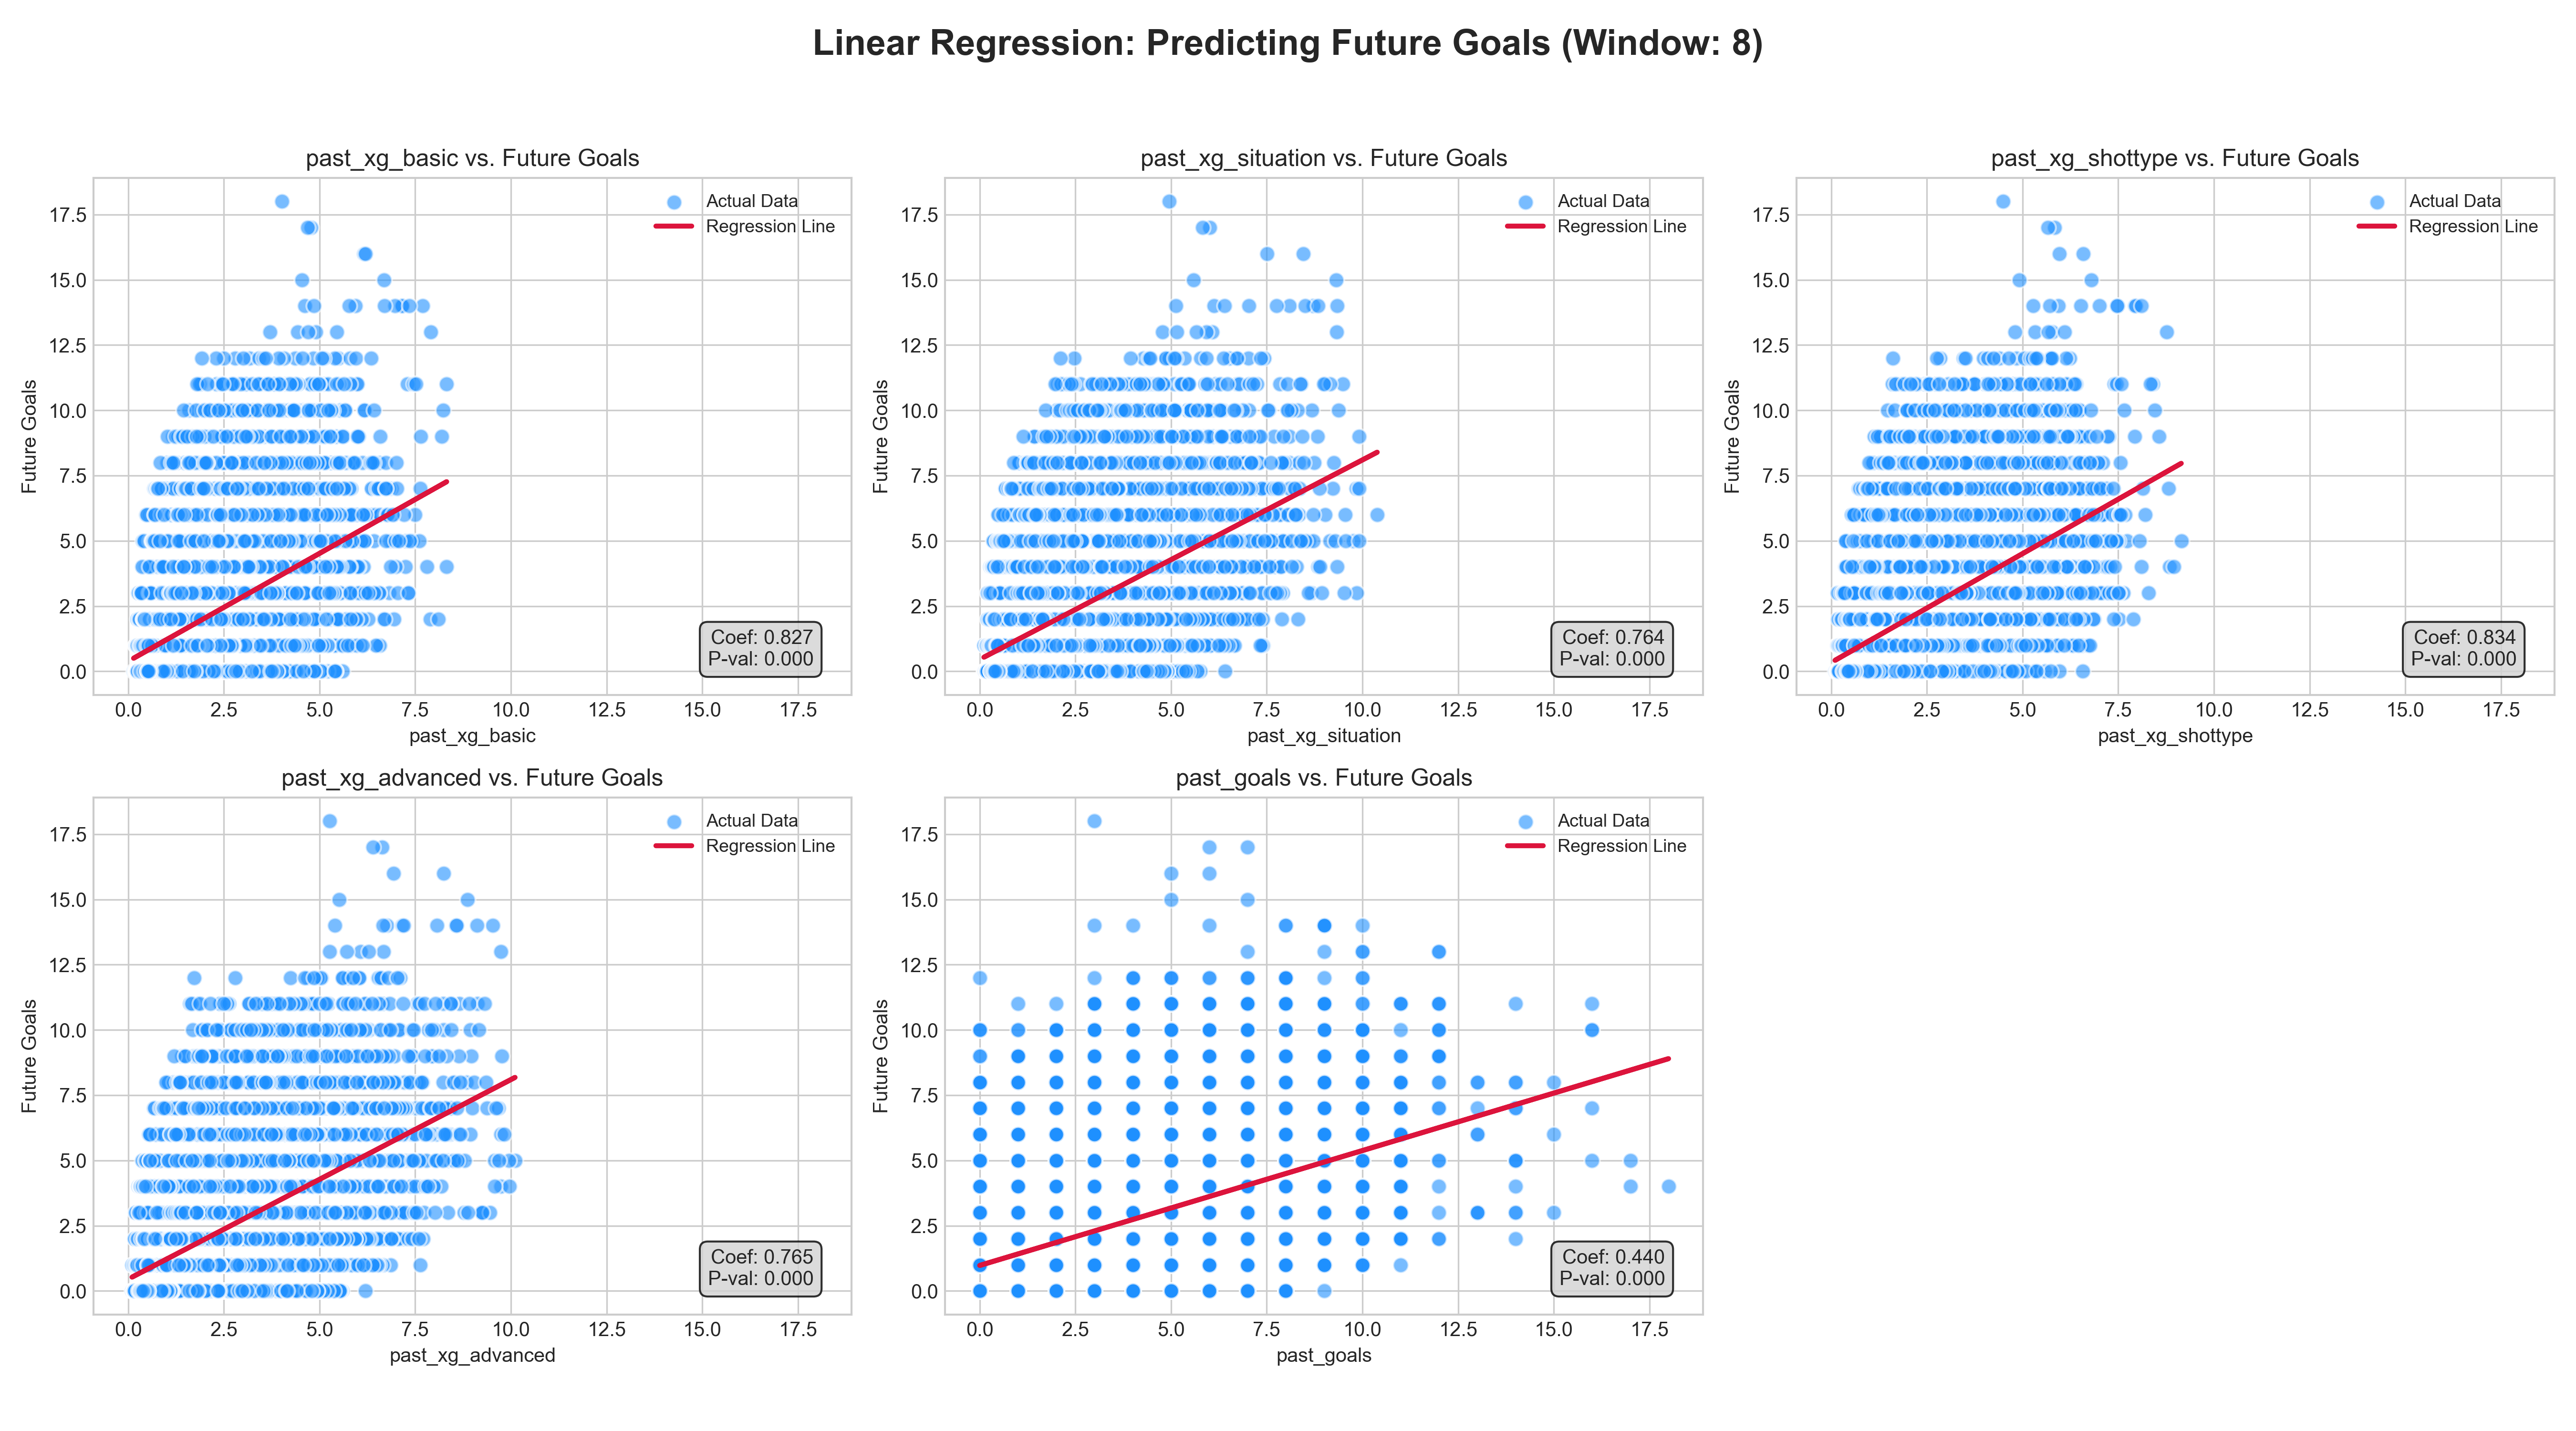 Linear Regression: Predicting Future Goals (Window: 8)
past_xg_basic vs. Future Goals
Future Goals
17.5
15.0
12.5
10.0
7.5
5.0
2.5
0.0
Actual Data
Regression Line
Coef: 0.827
P-val: 0.000
0.0 2.5 5.0 7.5 10.0 12.5 15.0 17.5
past_xg_basic
past_xg_situation vs. Future Goals
Future Goals
17.5
15.0
12.5
10.0
7.5
5.0
2.5
0.0
Actual Data
Regression Line
Coef: 0.764
P-val: 0.000
0.0 2.5 5.0 7.5 10.0 12.5 15.0 17.5
past_xg_situation
past_xg_shottype vs. Future Goals
Future Goals
17.5
15.0
12.5
10.0
7.5
5.0
2.5
0.0
Actual Data
Regression Line
Coef: 0.834
P-val: 0.000
0.0 2.5 5.0 7.5 10.0 12.5 15.0 17.5
past_xg_shottype
past_xg_advanced vs. Future Goals
Future Goals
17.5
15.0
12.5
10.0
7.5
5.0
2.5
0.0
Actual Data
Regression Line
Coef: 0.765
P-val: 0.000
0.0 2.5 5.0 7.5 10.0 12.5 15.0 17.5
past_xg_advanced
past_goals vs. Future Goals
Future Goals
17.5
15.0
12.5
10.0
7.5
5.0
2.5
0.0
Actual Data
Regression Line
Coef: 0.440
P-val: 0.000
0.0 2.5 5.0 7.5 10.0 12.5 15.0 17.5
past_goals